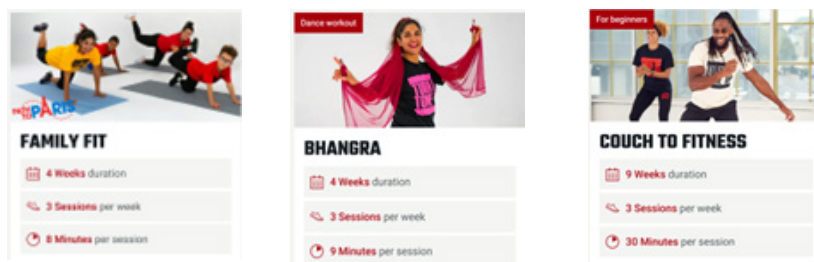 PARIS
FAMILY FIT
4 Weeks duration
3 Sessions per week
8 Minutes per session
Dance workout
BHANGRA
4 Weeks duration
3 Sessions per week
9 Minutes per session
For beginners
COUCH TO FITNESS
9 Weeks duration
3 Sessions per week
30 Minutes per session